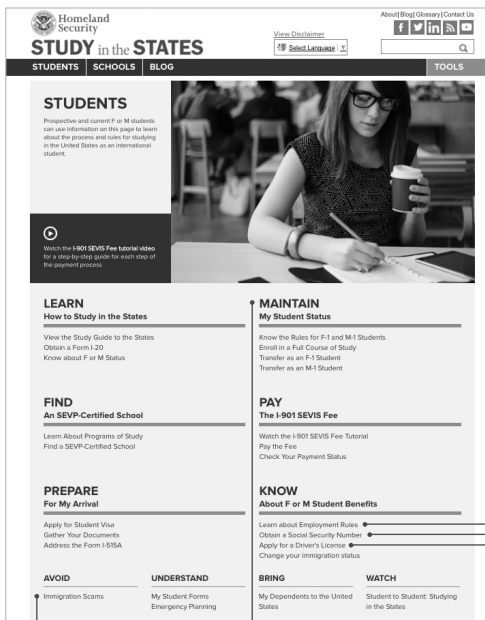 Homeland
Security
STUDY in the STATES
View Disclaimer
Select Language
About | Blog | Glossary | Contact Us
STUDENTS SCHOOLS BLOG TOOLS
STUDENTS
Prospective and current F or M students
can use information on this page to learn
about the process and rules for studying
in the United States as an international
student.
Watch the I-901 SEVIS Fee tutorial video
for a step-by-step guide for each step of
the payment process
LEARN
How to Study in the States
View the Study Guide to the States
Obtain a Form I-20
Know about F or M Status
MAINTAIN
My Student Status
Know the Rules for F-1 and M-1 Students
Enroll in a Full Course of Study
Transfer as an F-1 Student
Transfer as an M-1 Student
FIND
An SEVP-Certified School
Learn About Programs of Study
Find a SEVP-Certified School
PAY
The I-901 SEVIS Fee
Watch the I-901 SEVIS Fee Tutorial
Pay the Fee
Check Your Payment Status
PREPARE
For My Arrival
Apply for Student Visa
Gather Your Documents
Address the Form I-515A
KNOW
About F or M Student Benefits
Learn about Employment Rules
Obtain a Social Security Number
Apply for a Driver's License
Change your immigration status
AVOID
Immigration Scams
UNDERSTAND
My Student Forms
Emergency Planning
BRING
My Dependents to the United
States
WATCH
Student to Student: Studying
in the States